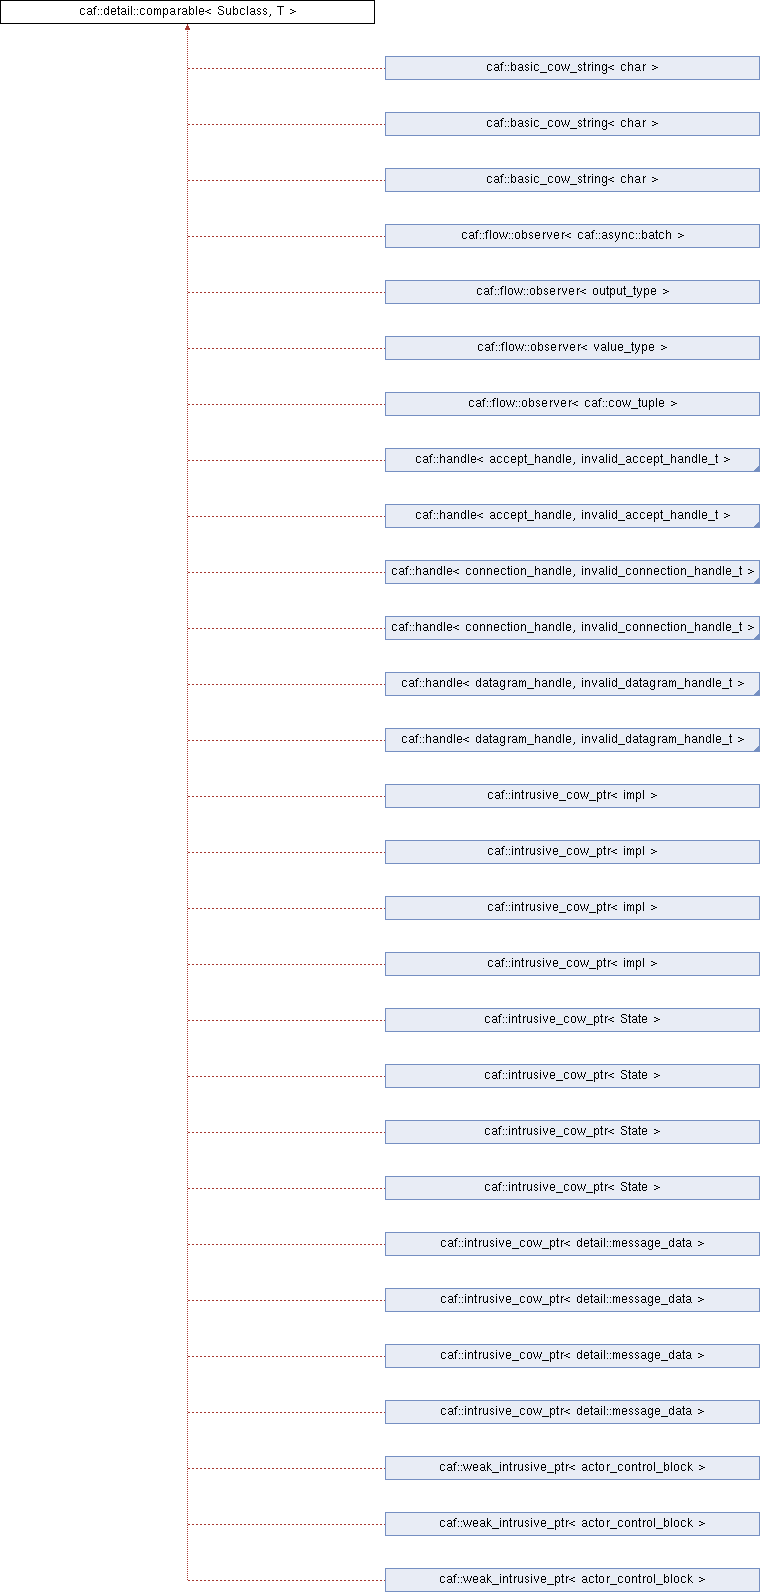 caf::detail::comparable< Subclass, T >
caf::basic_cow_string< char >
caf::basic_cow_string< char >
caf::basic_cow_string< char >
caf::flow::observer< caf::async::batch >
caf::flow::observer< output_type >
caf::flow::observer< value_type >
caf::flow::observer< caf::cow_tuple >
caf::handle< accept_handle, invalid_accept_handle_t >
caf::handle< accept_handle, invalid_accept_handle_t >
caf::handle< connection_handle, invalid_connection_handle_t >
caf::handle< connection_handle, invalid_connection_handle_t >
caf::handle< datagram_handle, invalid_datagram_handle_t >
caf::handle< datagram_handle, invalid_datagram_handle_t >
caf::intrusive_cow_ptr< impl >
caf::intrusive_cow_ptr< impl >
caf::intrusive_cow_ptr< impl >
caf::intrusive_cow_ptr< impl >
caf::intrusive_cow_ptr< State >
caf::intrusive_cow_ptr< State >
caf::intrusive_cow_ptr< State >
caf::intrusive_cow_ptr< State >
caf::intrusive_cow_ptr< detail::message_data >
caf::intrusive_cow_ptr< detail::message_data >
caf::intrusive_cow_ptr< detail::message_data >
caf::intrusive_cow_ptr< detail::message_data >
caf::weak_intrusive_ptr< actor_control_block >
caf::weak_intrusive_ptr< actor_control_block >
caf::weak_intrusive_ptr< actor_control_block >